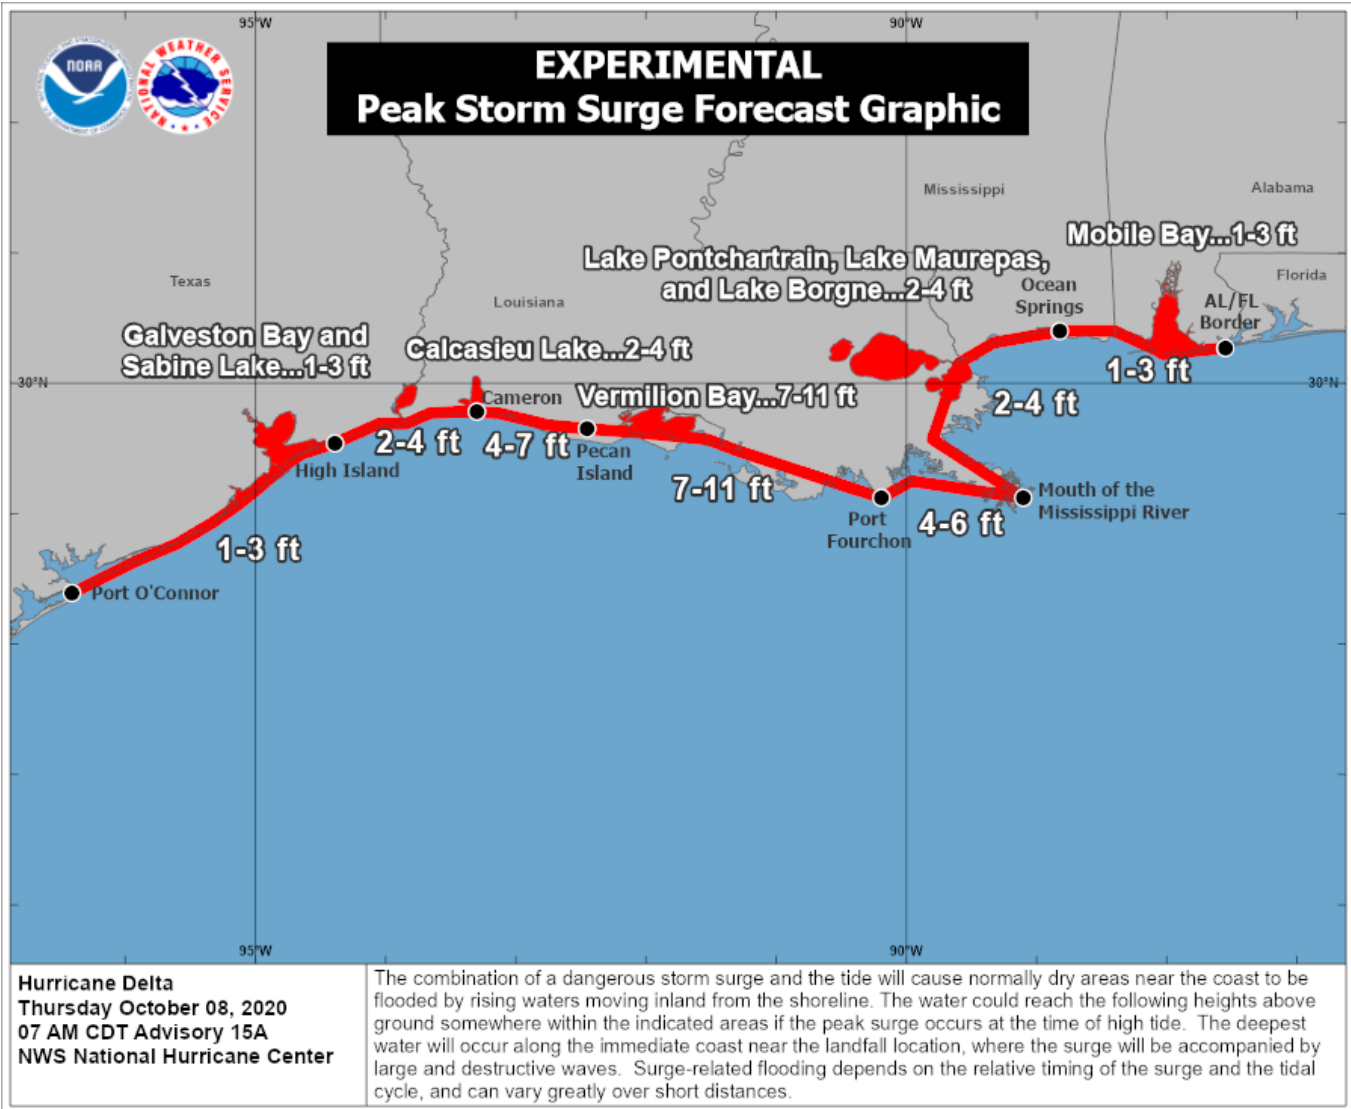 95°W
90°W
NOAA
NATIONAL WEATHER SERVICE
EXPERIMENTAL
Peak Storm Surge Forecast Graphic
Mississippi
Alabama
Mobile Bay...1-3 ft
Lake Pontchartrain, Lake Maurepas,
and Lake Borgne...2-4 ft
Texas
Louisiana
Florida
Ocean
Springs
AL/FL
Border
Galveston Bay and
Sabine Lake...1-3 ft
Calcasieu Lake...2-4 ft
Vermilion Bay...7-11 ft
30°N
30°N
1-3 ft
2-4 ft
Cameron
2-4 ft
4-7 ft
Pecan
Island
High Island
7-11 ft
Mouth of the
Mississippi River
Port
Fourchon
4-6 ft
1-3 ft
Port O'Connor
95°W
90°W
Hurricane Delta
Thursday October 08, 2020
07 AM CDT Advisory 15A
NWS National Hurricane Center
The combination of a dangerous storm surge and the tide will cause normally dry areas near the coast to be
flooded by rising waters moving inland from the shoreline. The water could reach the following heights above
ground somewhere within the indicated areas if the peak surge occurs at the time of high tide. The deepest
water will occur along the immediate coast near the landfall location, where the surge will be accompanied by
large and destructive waves. Surge-related flooding depends on the relative timing of the surge and the tidal
cycle, and can vary greatly over short distances.